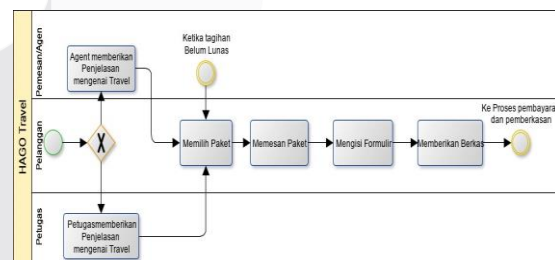 HAGO Travel
Pemesan/Agen
Pelanggan
Petugas
Agent memberikan
Penjelasan
mengenai Travel
Ketika tagihan
Belum Lunas
X
Memilih Paket
Memesan Paket
Mengisi Formulir
Memberikan Berkas
Ke Proses pembayara
dan pemberkasan
Petugasmemberikan
Penjelasan
mengenai Travel